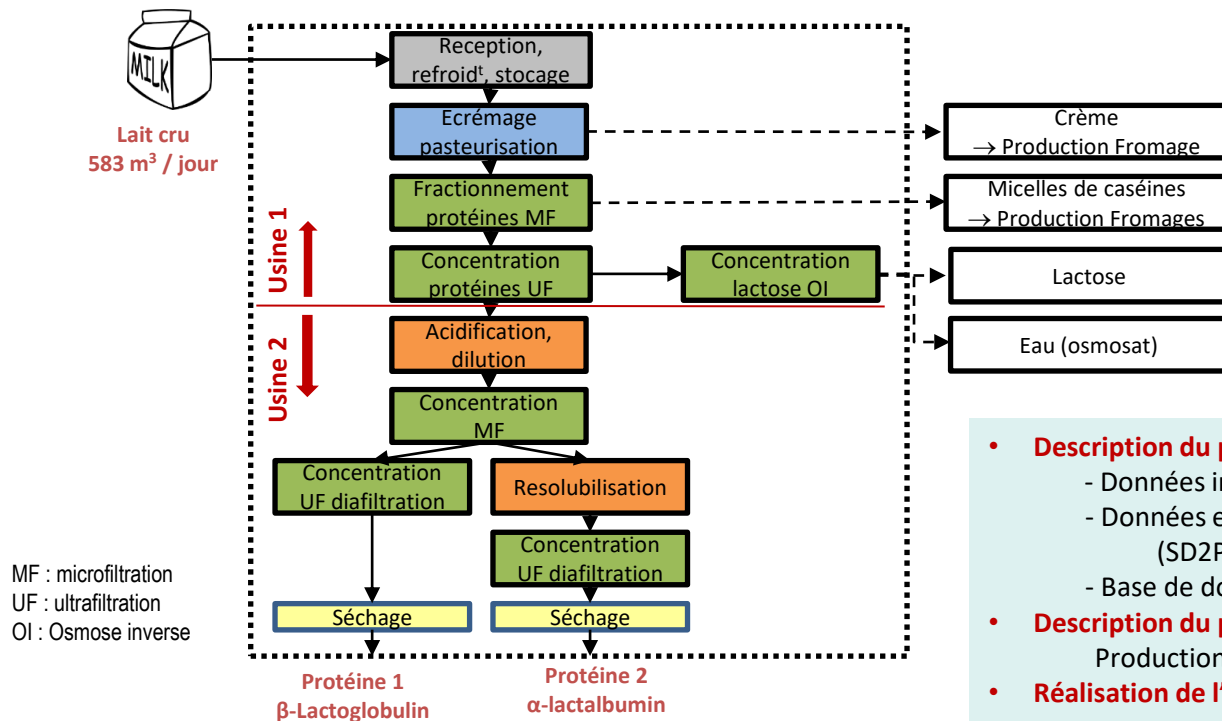 MILK
Lait cru
583 m³ / jour
Reception,
refroidᵗ, stocage
Ecrémage
pasteurisation
Fractionnement
protéines MF
Concentration
protéines UF
Concentration
lactose OI
Usine 1
Usine 2
Acidification,
dilution
Concentration
MF
Concentration
UF diafiltration
Resolubilisation
Concentration
UF diafiltration
Séchage
Séchage
Protéine 1
β-Lactoglobulin
Protéine 2
α-lactalbumin
Crème
→ Production Fromage
Micelles de caséines
→ Production Fromages
Lactose
Eau (osmosat)
MF : microfiltration
UF : ultrafiltration
OI : Osmose inverse
• Description du
- Données
- Données
(SD2P
- Base de
• Description du
Production
• Réalisation de l'